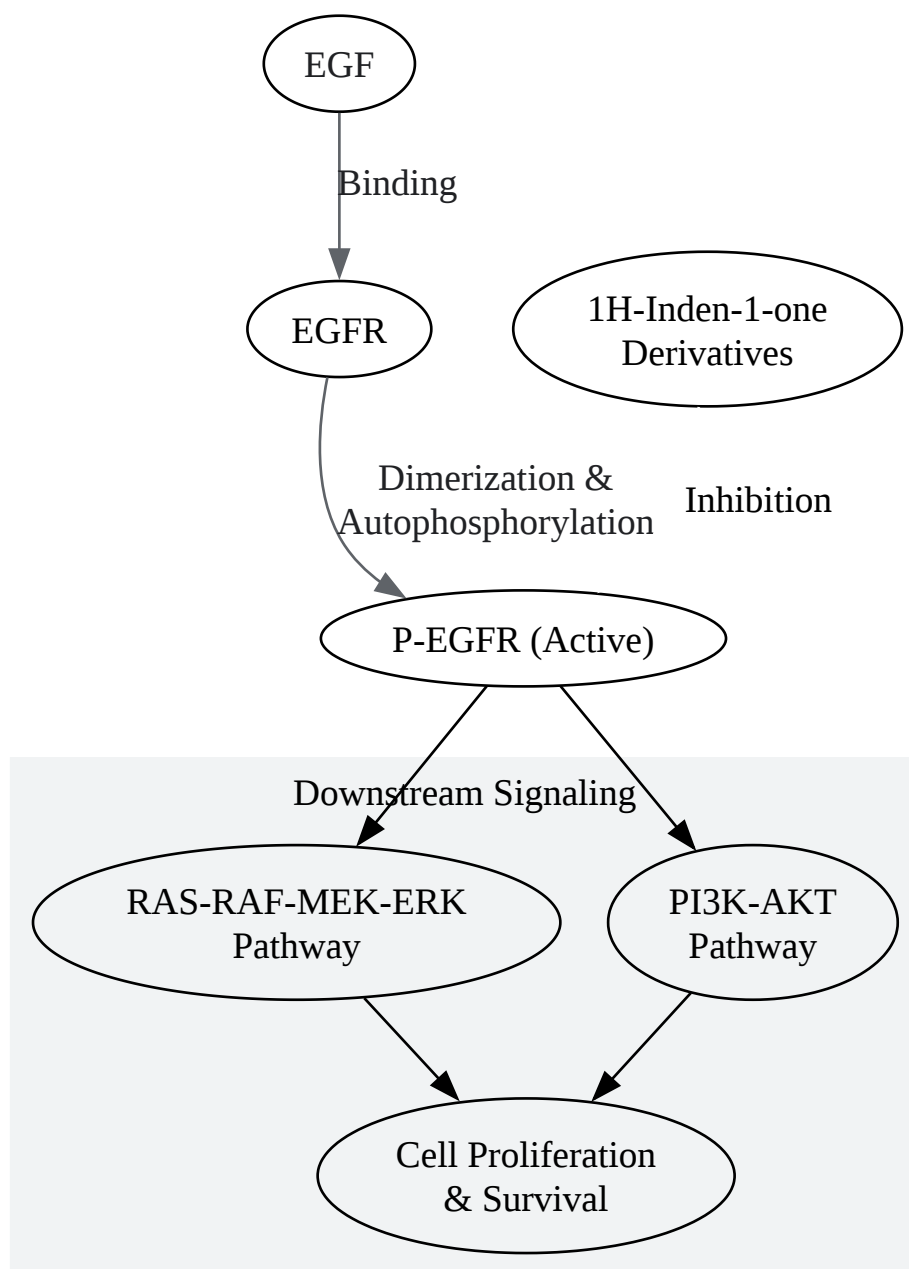 EGF
Binding
1H-Inden-1-one
Derivatives
EGFR
Dimerization &
Autophosphorylation
Inhibition
P-EGFR (Active)
Downstream Signaling
RAS-RAF-MEK-ERK
Pathway
PI3K-AKT
Pathway
Cell Proliferation
& Survival